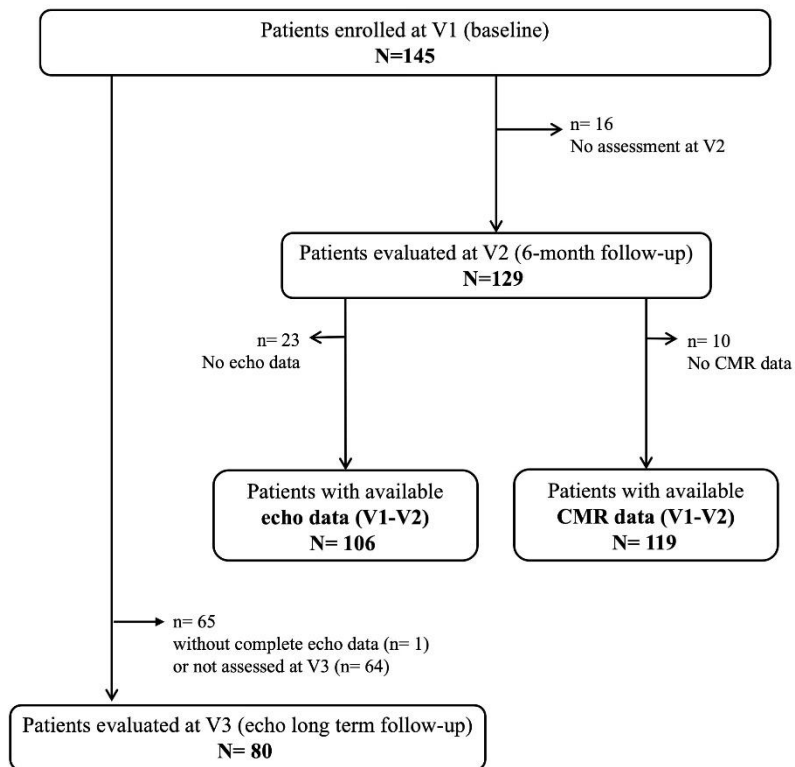 Patients enrolled at V1 (baseline)
N=145
n= 16
No assessment at V2
Patients evaluated at V2 (6-month follow-up)
N=129
n= 23
No echo data
n= 10
No CMR data
Patients with available
echo data (V1-V2)
N= 106
Patients with available
CMR data (V1-V2)
N= 119
n= 65
without complete echo data (n= 1)
or not assessed at V3 (n= 64)
Patients evaluated at V3 (echo long term follow-up)
N= 80